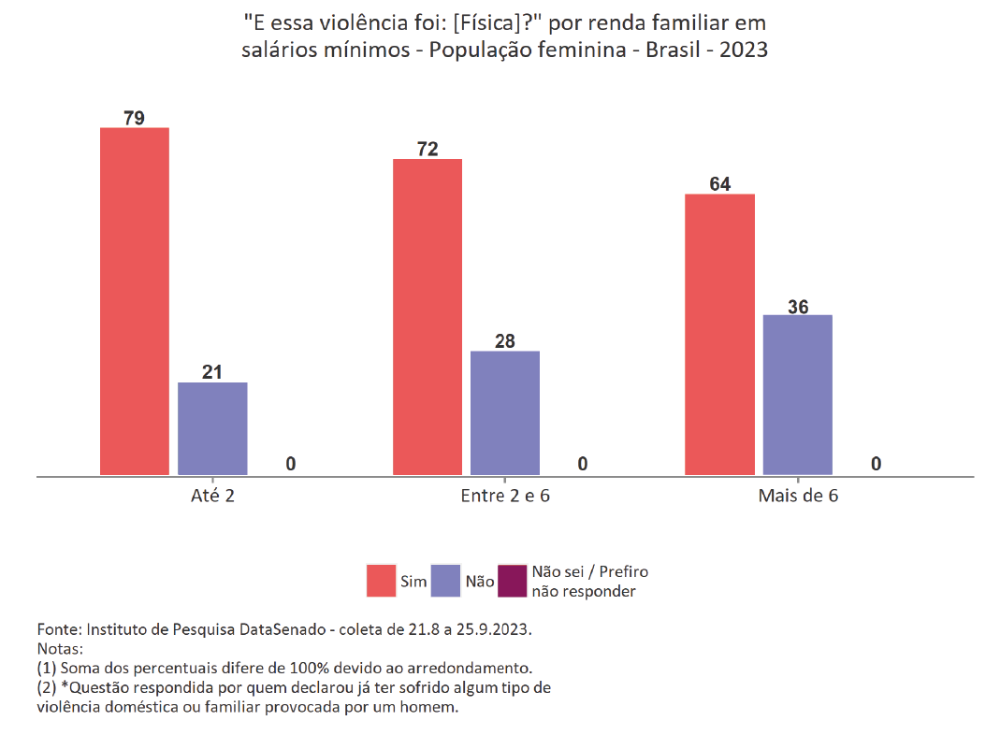 "E essa violência foi: [Física]?" por renda familiar em
salários mínimos - População feminina - Brasil - 2023
79
72
64
21
28
36
0
0
0
Até 2
Entre 2 e 6
Mais de 6
Sim
Não
Não sei / Prefiro
não responder
Fonte: Instituto de Pesquisa DataSenado - coleta de 21.8 a 25.9.2023.
Notas:
(1) Soma dos percentuais difere de 100% devido ao arredondamento.
(2) *Questão respondida por quem declarou já ter sofrido algum tipo de
violência doméstica ou familiar provocada por um homem.